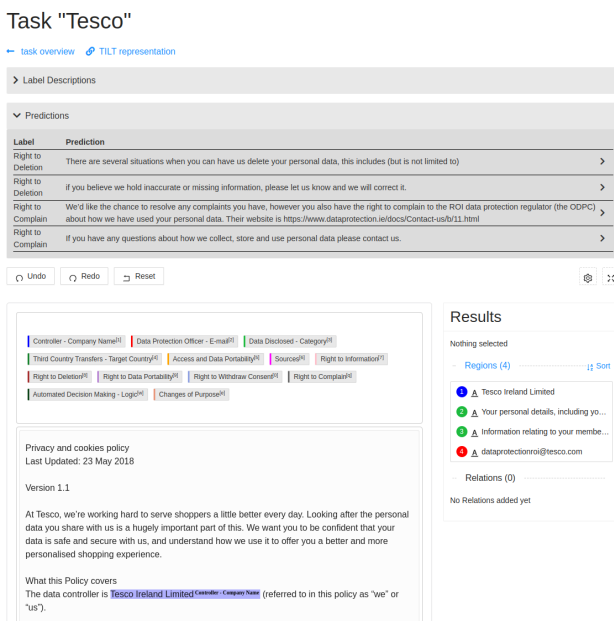 Task "Tesco"
← task overview TILT representation
Label Descriptions
Predictions
Label Prediction
Right to Deletion There are several situations when you can have us delete your personal data, this includes (but is not limited to)
Right to Deletion if you believe we hold inaccurate or missing information, please let us know and we will correct it.
Right to Complain We'd like the chance to resolve any complaints you have, however you also have the right to complain to the ROI data protection regulator (the ODPC) about how we have used your personal data. Their website is https://www.dataprotection.ie/docs/Contact-us/b/11.html
Right to Complain If you have any questions about how we collect, store and use personal data please contact us.
Undo Redo Reset
Controller - Company Name[1] Data Protection Officer - E-mail[2] Data Disclosed - Category[3]
Third Country Transfers - Target Country[4] Access and Data Portability[5] Sources[6] Right to Information[7]
Right to Deletion[8] Right to Data Portability[9] Right to Withdraw Consent[0] Right to Complain[q]
Automated Decision Making - Logic[w] Changes of Purpose[e]
Privacy and cookies policy
Last Updated: 23 May 2018
Version 1.1
At Tesco, we're working hard to serve shoppers a little better every day. Looking after the personal
data you share with us is a hugely important part of this. We want you to be confident that your
data is safe and secure with us, and understand how we use it to offer you a better and more
personalised shopping experience.
What this Policy covers
The data controller is Tesco Ireland Limited Controller - Company Name (referred to in this policy as "we" or
"us").
Results
Nothing selected
Regions (4) Sort
1 A Tesco Ireland Limited
2 A Your personal details, including yo...
3 A Information relating to your membe...
4 A dataprotectionroi@tesco.com
Relations (0)
No Relations added yet